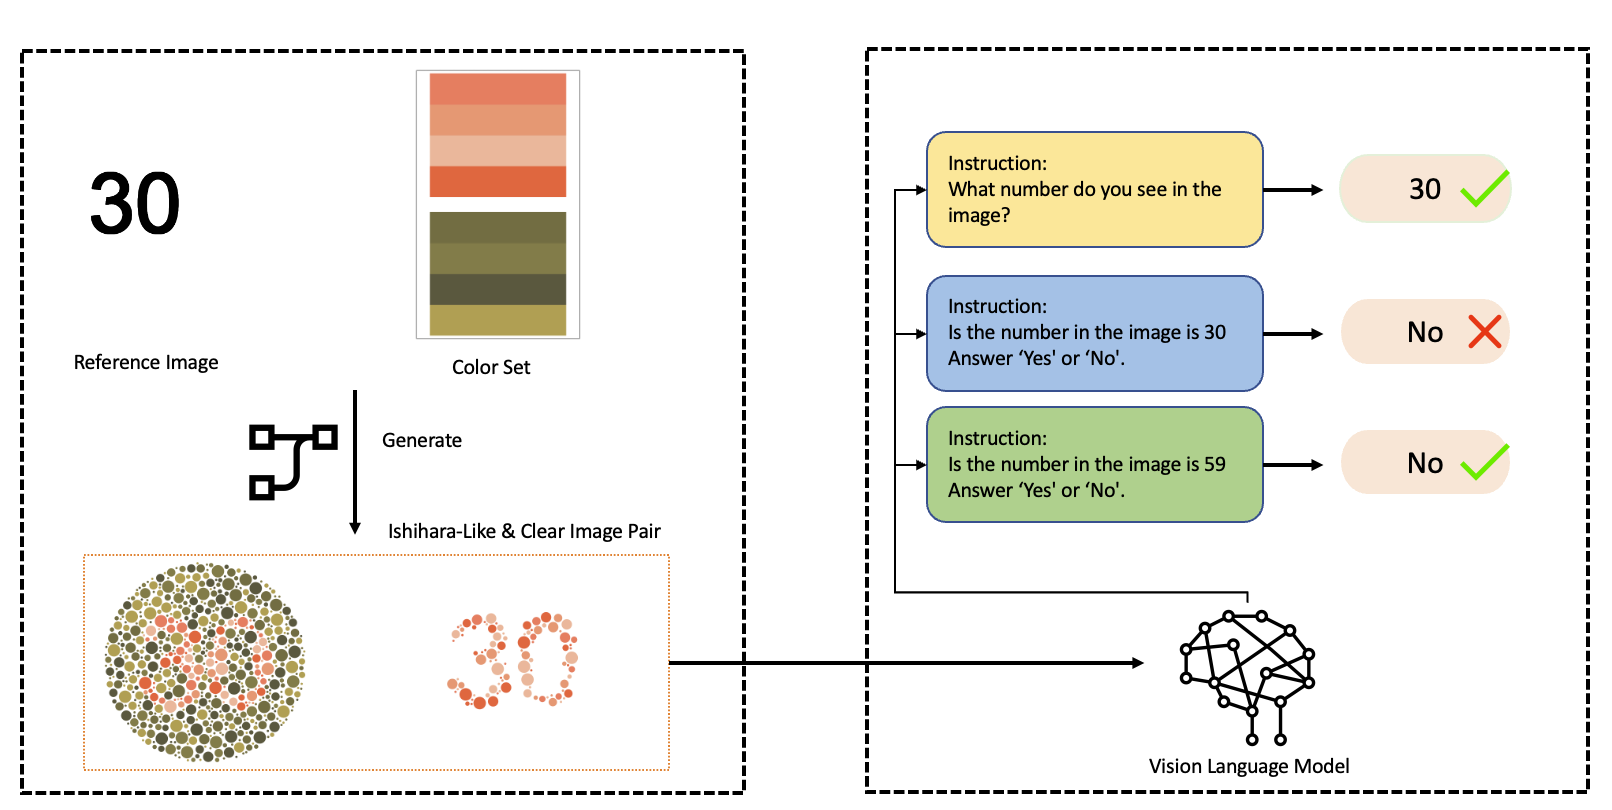 30
Reference Image
Color Set
Generate
Ishihara-Like & Clear Image Pair
30
30
Instruction:
What number do you see in the
image?
30
Instruction:
Is the number in the image is 30
Answer ‘Yes' or ‘No'.
No
Instruction:
Is the number in the image is 59
Answer ‘Yes' or ‘No'.
No
Vision Language Model